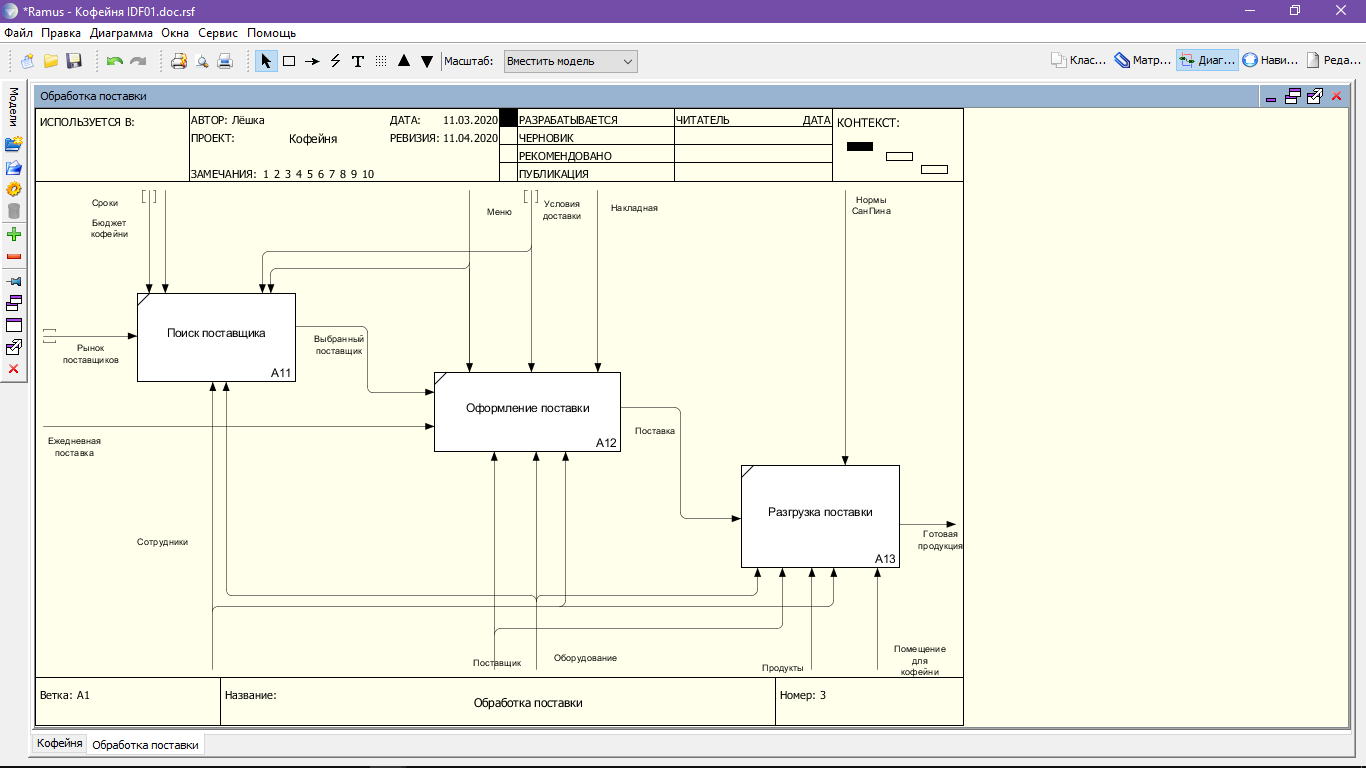 *Ramus - Кофейня IDF01.doc.rsf
Файл Правка Диаграмма Окна Сервис Помощь
Масштаб: Вместить модель Клас... Матр... Диаг... Нави... Реда...
Модели
Обработка поставки
ИСПОЛЬЗУЕТСЯ В:
АВТОР: Лёшка
ДАТА: 11.03.2020
ПРОЕКТ: Кофейня
РЕВИЗИЯ: 11.04.2020
ЗАМЕЧАНИЯ: 1 2 3 4 5 6 7 8 9 10
РАЗРАБАТЫВАЕТСЯ
ЧЕРНОВИК
РЕКОМЕНДОВАНО
ПУБЛИКАЦИЯ
ЧИТАТЕЛЬ ДАТА
КОНТЕКСТ:
Сроки
Бюджет
кофейни
Меню
Условия
доставки
Накладная
Нормы
СанПина
Поиск поставщика
A11
Рынок
поставщиков
Выбранный
поставщик
Оформление поставки
A12
Ежедневная
поставка
Поставка
Разгрузка поставки
A13
Готовая
продукция
Сотрудники
Поставщик
Оборудование
Продукты
Помещение
для
кофейни
Ветка: A1
Название:
Обработка поставки
Номер: 3
Кофейня
Обработка поставки